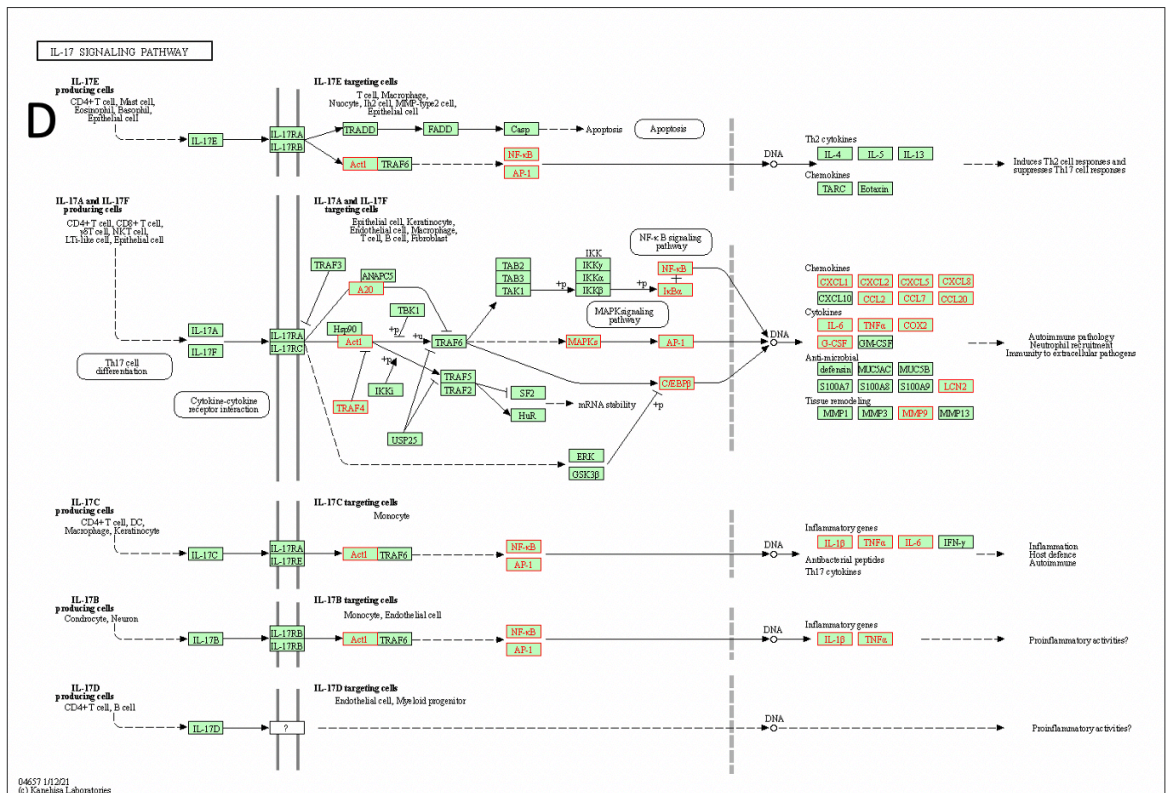 IL-17 SIGNALING PATHWAY
D
IL-17E
producing cells
CD4+ T cell, Mast cell,
Eosinophil, Basophil,
Epithelial cell
IL-17E
IL-17RA
IL-17RB
IL-17E targeting cells
T cell, Macrophage,
Nuocyte, Ih2 cell, MMP-type2 cell,
Epithelial cell
TRADD
FADD
Casp
Apoptosis
Apoptosis
Act1
TRAF6
NF-κB
AP-1
DNA
Th2 cytokines
IL-4
IL-5
IL-13
Chemokines
TARC
Eotaxin
Induces Th2 cell responses and
suppresses Th17 cell responses
IL-17A and IL-17F
producing cells
CD4+ T cell, CD8+ T cell,
γδT cell, NKT cell,
LTi-like cell, Epithelial cell
IL-17A
IL-17F
IL-17RA
IL-17RC
Th17 cell
differentiation
Cytokine-cytokine
receptor interaction
IL-17A and IL-17F
targeting cells
Epithelial cell, Keratinocyte,
Endothelial cell, Macrophage,
T cell, B cell, Fibroblast
TRAF3
ANAPC5
A20
TBK1
Hsp90
+p
Act1
+u
TRAF6
+p
IKKi
TRAF4
TRAF5
TRAF2
USP25
SF2
HuR
mRNA stability
TAB2
TAB3
TAK1
+p
IKK
IKKγ
IKKα
IKKβ
+p
NF-κB signaling
pathway
NF-κB
IκBα
MAPK signaling
pathway
MAPKs
AP-1
C/EBPβ
+p
ERK
GSK3β
DNA
Chemokines
CXCL1
CXCL2
CXCL5
CXCL8
CXCL10
CCL2
CCL7
CCL20
Cytokines
IL-6
TNFα
COX2
G-CSF
GM-CSF
Anti-microbial
defensin
MUC5AC
MUC5B
S100A7
S100A8
S100A9
LCN2
Tissue remodeling
MMP1
MMP3
MMP9
MMP13
Autoimmune pathology
Neutrophil recruitment
Immunity to extracellular pathogens
IL-17C
producing cells
CD4+ T cell, DC,
Macrophage, Keratinocyte
IL-17C
IL-17RA
IL-17RE
IL-17C targeting cells
Monocyte
Act1
TRAF6
NF-κB
AP-1
DNA
Inflammatory genes
IL-1β
TNFα
IL-6
IFN-γ
Antibacterial peptides
Th17 cytokines
Inflammation
Host defence
Autoimmune
IL-17B
producing cells
Condrocyte, Neuron
IL-17B
IL-17RB
IL-17RB
IL-17B targeting cells
Monocyte, Endothelial cell
Act1
TRAF6
NF-κB
AP-1
DNA
Inflammatory genes
IL-1β
TNFα
Proinflammatory activities?
IL-17D
producing cells
CD4+ T cell, B cell
IL-17D
?
IL-17D targeting cells
Endothelial cell, Myeloid progenitor
DNA
Proinflammatory activities?
04657 1/12/21
(c) Kanehisa Laboratories